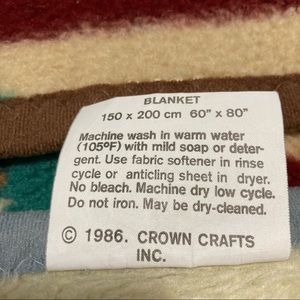 BLANKET
150 x 200 cm 60" x 80"
Machine wash in warm water
(105ºF) with mild soap or deter-
gent. Use fabric softener in rinse
cycle or anticling sheet in dryer.
No bleach. Machine dry low cycle.
Do not iron. May be dry-cleaned.
© 1986. CROWN CRAFTS
INC.